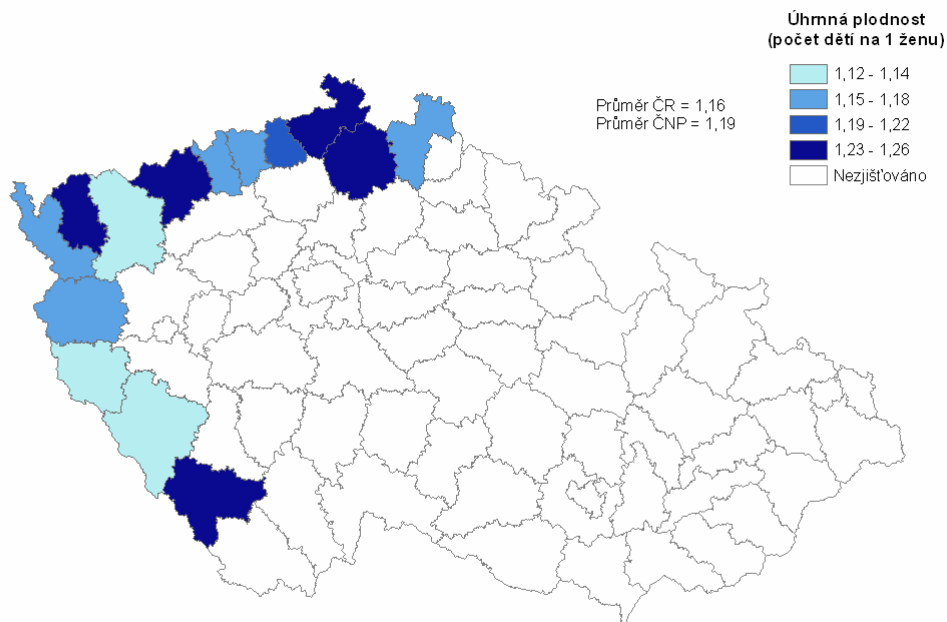 Úhrnná plodnost
(počet dětí na 1 ženu)
1,12 - 1,14
1,15 - 1,18
1,19 - 1,22
1,23 - 1,26
Nezjišťováno
Průměr ČR = 1,16
Průměr ČNP = 1,19